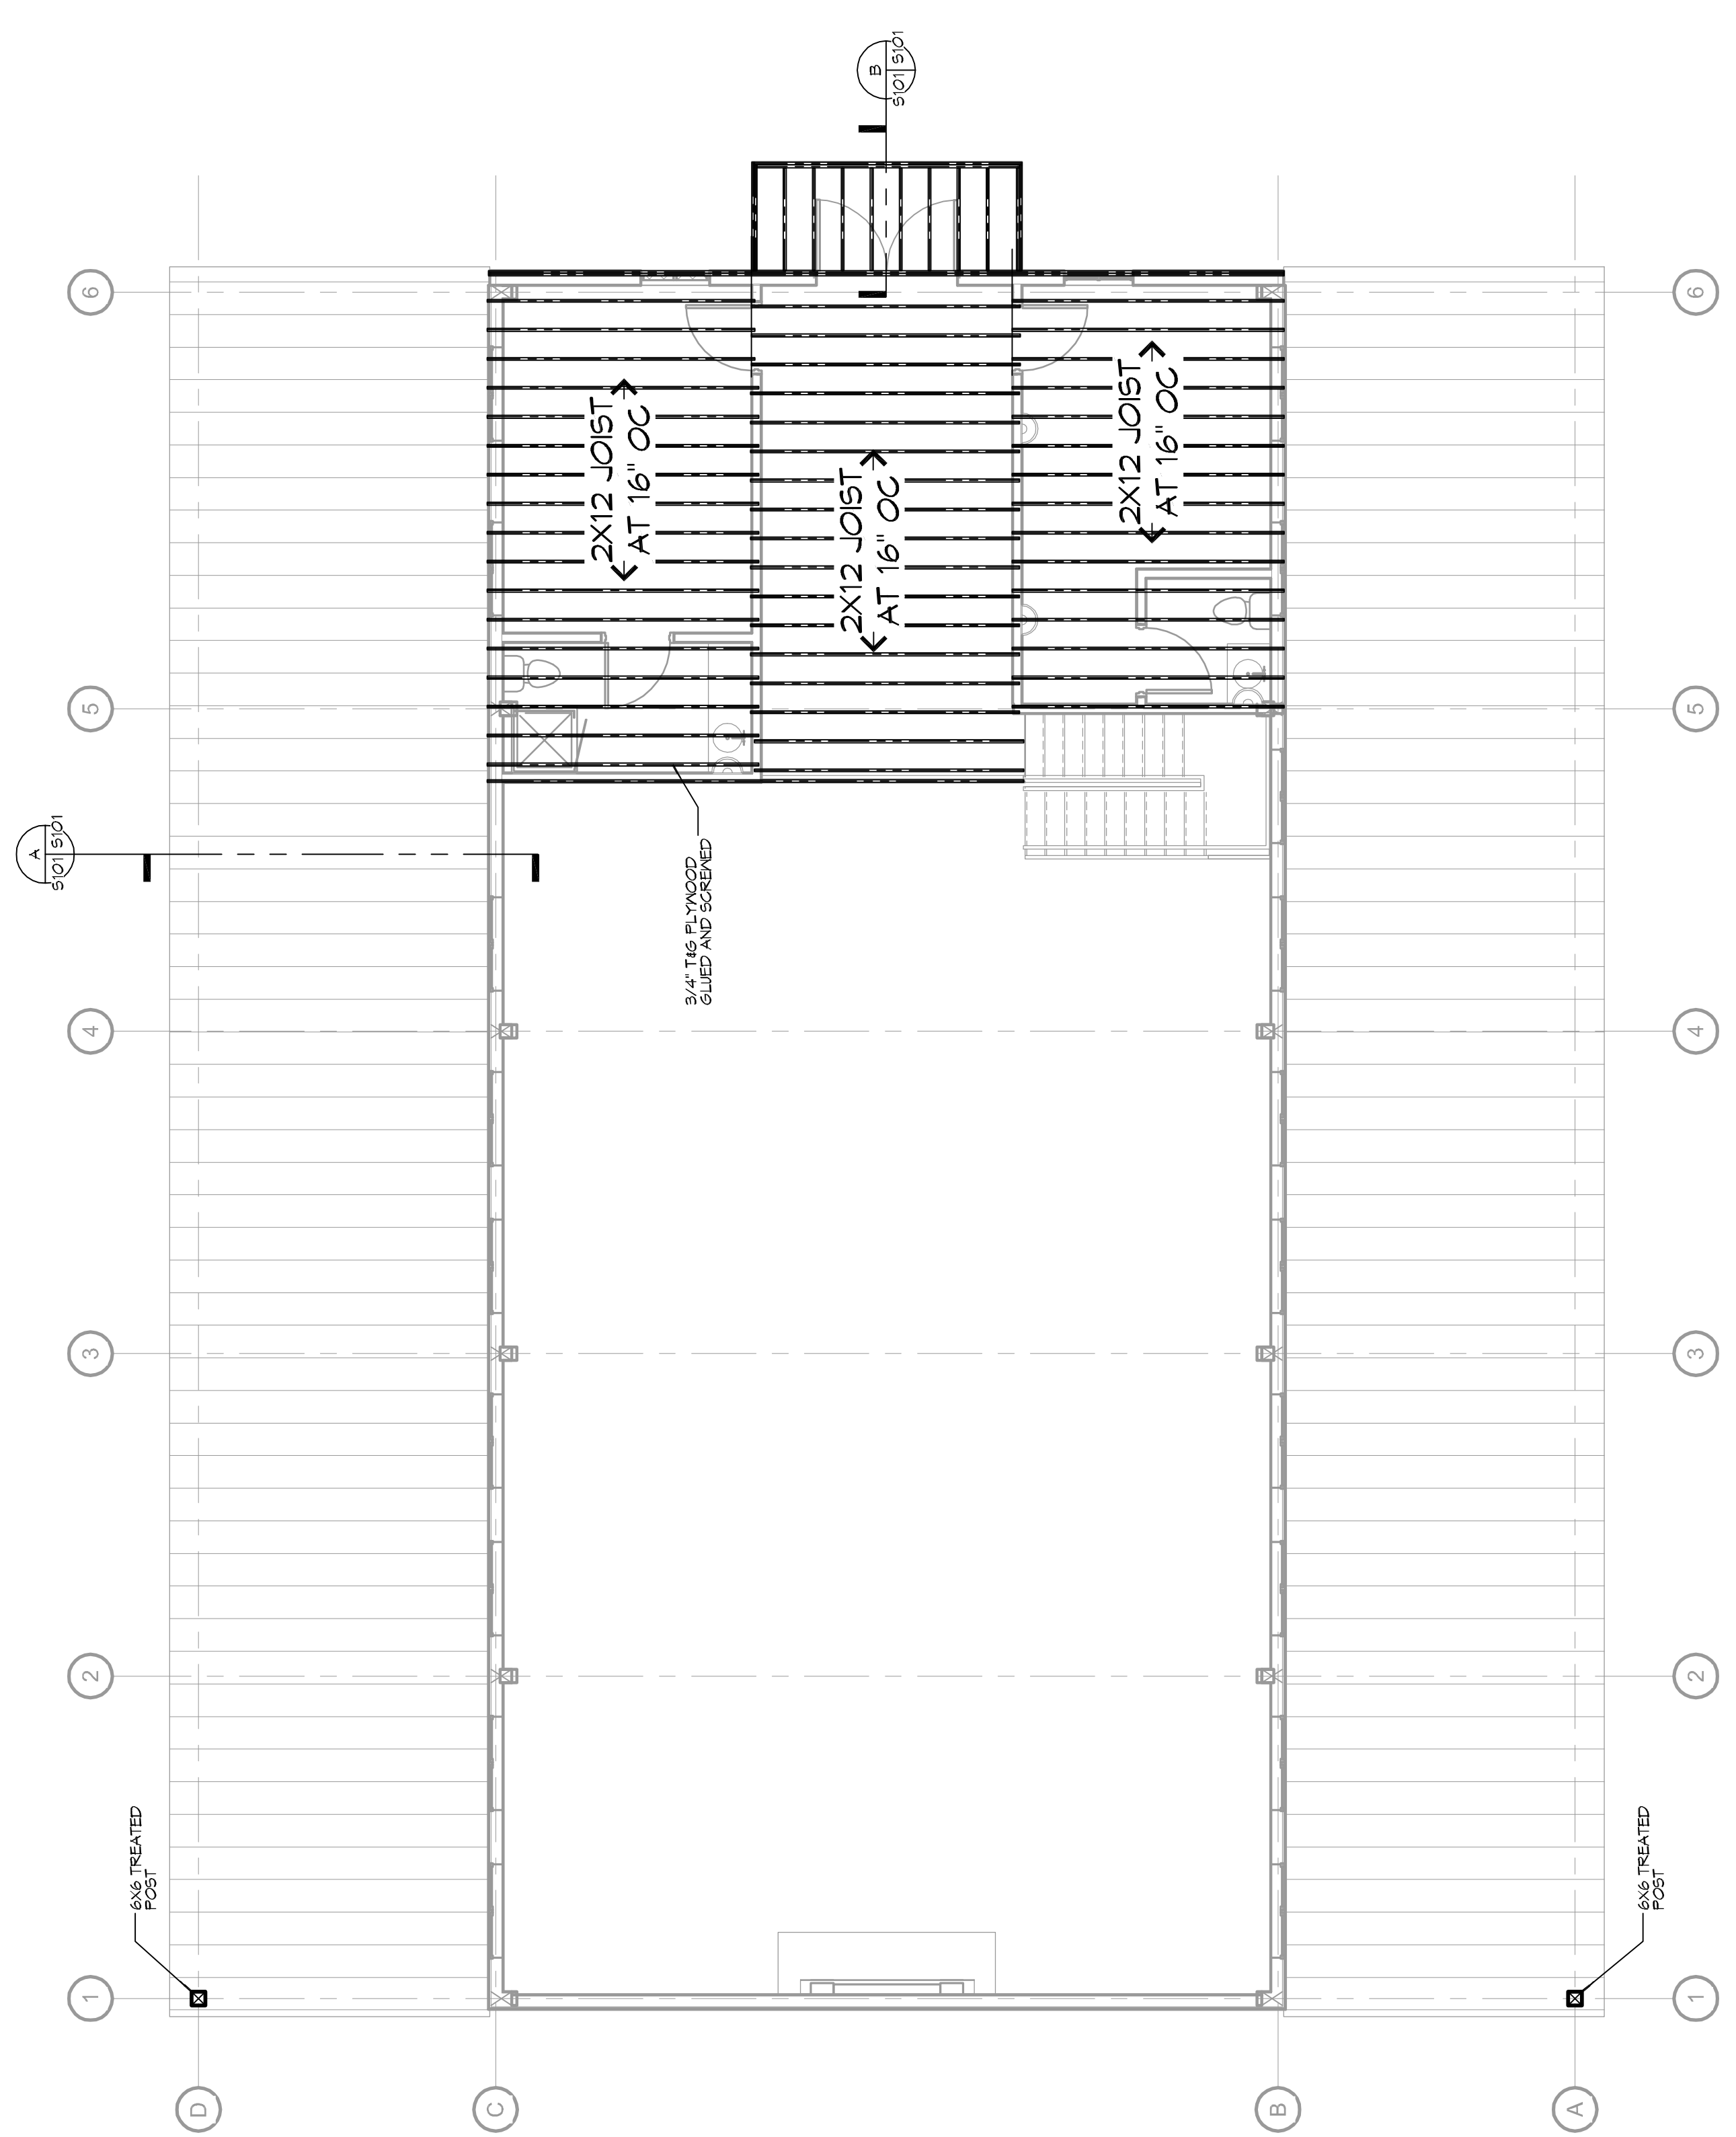 B
S101 S101
6
6
2X12 JOIST
AT 16" OC
2X12 JOIST
AT 16" OC
2X12 JOIST
AT 16" OC
5
5
A
S101 S101
3/4" T&G PLYWOOD
GLUED AND SCREWED
4
4
3
3
2
2
6X6 TREATED
POST
6X6 TREATED
POST
1
1
D
C
B
A